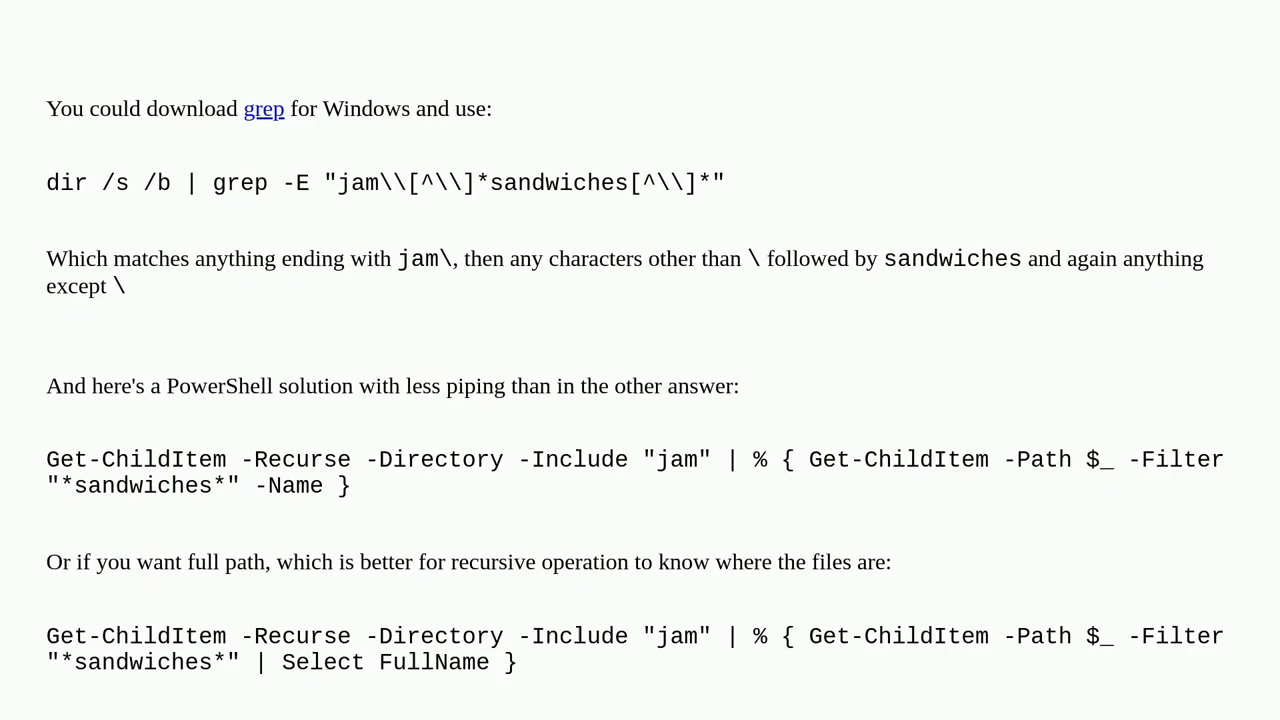 You could download grep for Windows and use:
dir /s /b | grep -E "jam\\[^\\]*sandwiches[^\\]*"
Which matches anything ending with jam\, then any characters other than \ followed by sandwiches and again anything
except \
And here's a PowerShell solution with less piping than in the other answer:
Get-ChildItem -Recurse -Directory -Include "jam" | % { Get-ChildItem -Path $_ -Filter
"*sandwiches*" -Name }
Or if you want full path, which is better for recursive operation to know where the files are:
Get-ChildItem -Recurse -Directory -Include "jam" | % { Get-ChildItem -Path $_ -Filter
"*sandwiches*" | Select FullName }